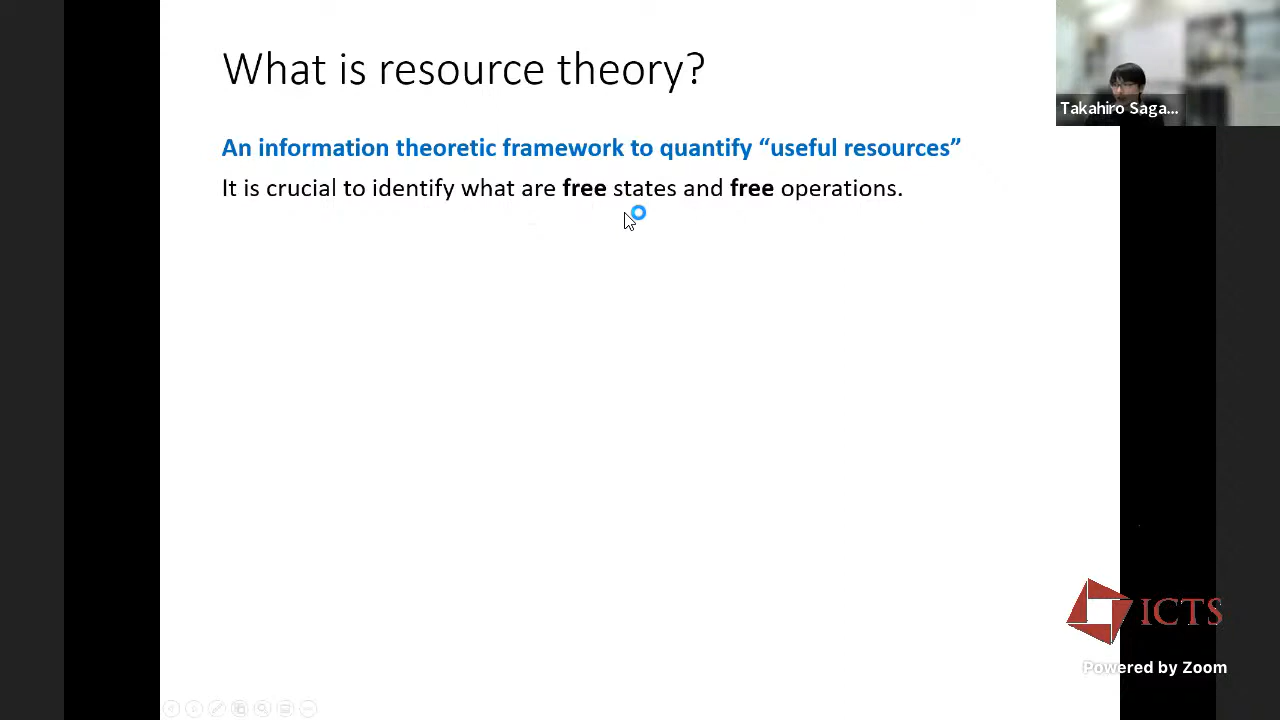 What is resource theory?
An information theoretic framework to quantify “useful resources”
It is crucial to identify what are free states and free operations.
Takahiro Saga...
ICTS
Powered by Zoom